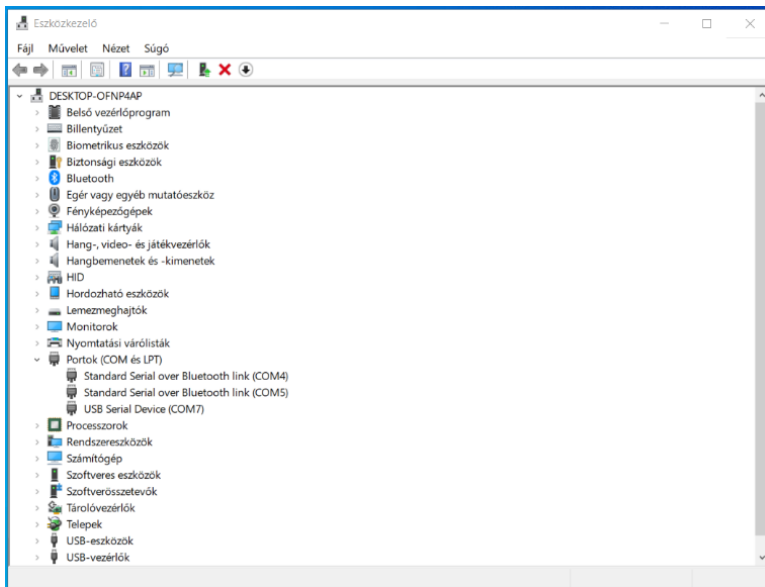 Eszközkezelő
Fájl Művelet Nézet Súgó
DESKTOP-OFNP4AP
Belső vezérlőprogram
Billentyűzet
Biometrikus eszközök
Biztonsági eszközök
Bluetooth
Egér vagy egyéb mutatóeszköz
Fényképezőgépek
Hálózati kártyák
Hang-, video- és játékvezérlők
Hangbemenetek és -kimenetek
HID
Hordozható eszközök
Lemezmeghajtók
Monitorok
Nyomtatási várólisták
Portok (COM és LPT)
Standard Serial over Bluetooth link (COM4)
Standard Serial over Bluetooth link (COM5)
USB Serial Device (COM7)
Processzorok
Rendszereszközök
Számítógép
Szoftveres eszközök
Szoftverösszetevők
Tárolóvezérlők
Telepek
USB-eszközök
USB-vezérlők